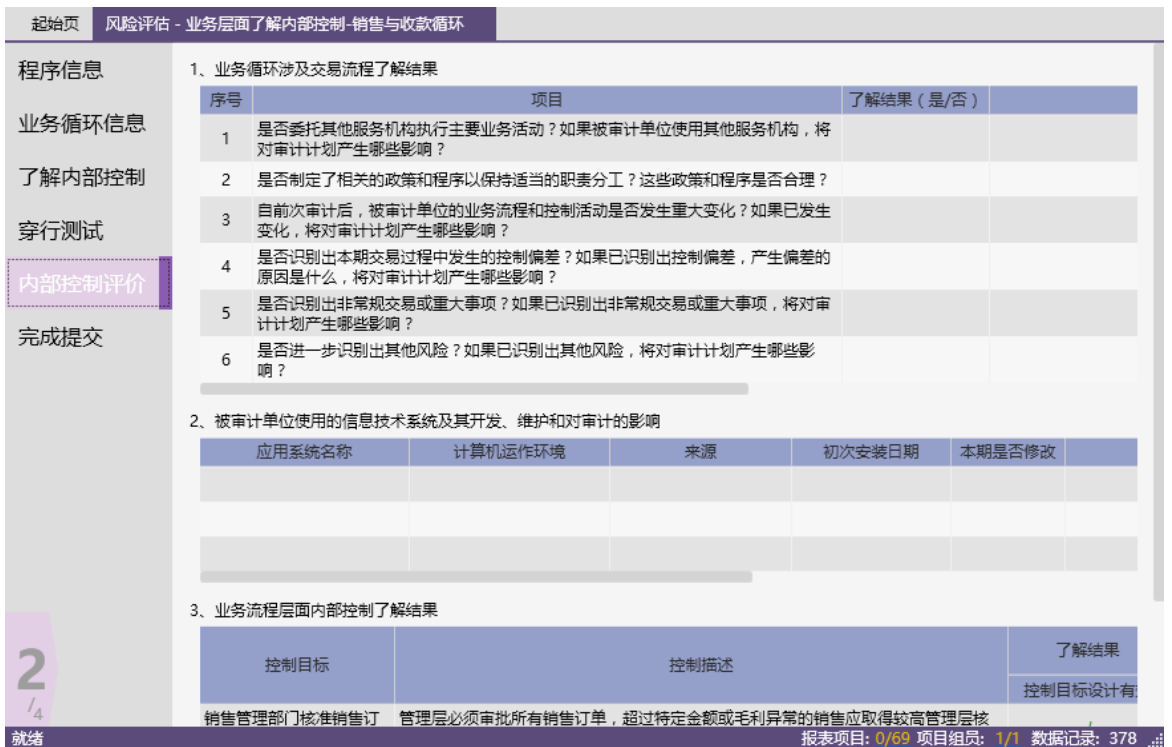 起始页 风险评估 - 业务层面了解内部控制-销售与收款循环
程序信息
业务循环信息
了解内部控制
穿行测试
内部控制评价
完成提交
1、业务循环涉及交易流程了解结果
序号 项目 了解结果（是/否）
1 是否委托其他服务机构执行主要业务活动？如果被审计单位使用其他服务机构，将
对审计计划产生哪些影响？
2 是否制定了相关的政策和程序以保持适当的职责分工？这些政策和程序是否合理？
3 自前次审计后，被审计单位的业务流程和控制活动是否发生重大变化？如果已发生
变化，将对审计计划产生哪些影响？
4 是否识别出本期交易过程中发生的控制偏差？如果已识别出控制偏差，产生偏差的
原因是什么，将对审计计划产生哪些影响？
5 是否识别出非常规交易或重大事项？如果已识别出非常规交易或重大事项，将对审
计计划产生哪些影响？
6 是否进一步识别出其他风险？如果已识别出其他风险，将对审计计划产生哪些影
响？
2、被审计单位使用的信息技术系统及其开发、维护和对审计的影响
应用系统名称 计算机运作环境 来源 初次安装日期 本期是否修改
3、业务流程层面内部控制了解结果
控制目标 控制描述 了解结果
控制目标设计有
销售管理部门核准销售订 管理层必须审批所有销售订单，超过特定金额或毛利异常的销售应取得较高管理层核
2/4
就绪 报表项目: 0/69 项目组员: 1/1 数据记录: 378